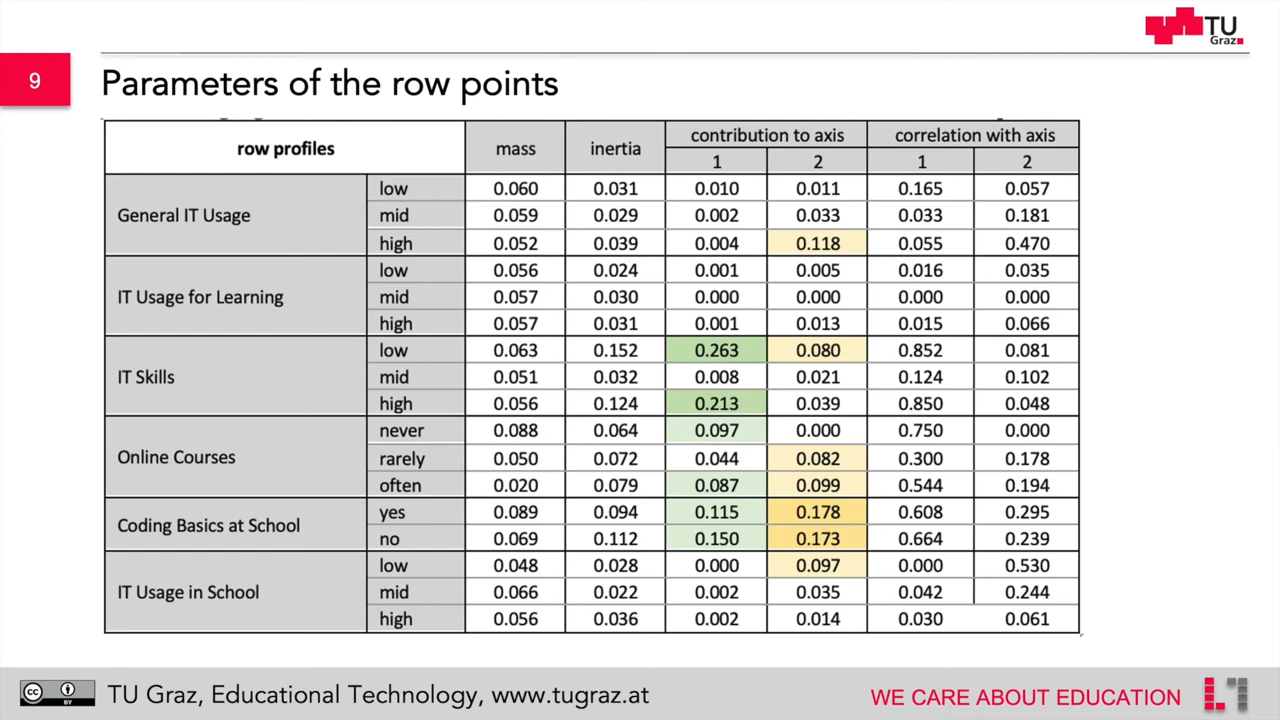 TU
Graz
9
Parameters of the row points
row profiles mass inertia contribution to axis correlation with axis
1 2 1 2
General IT Usage low 0.060 0.031 0.010 0.011 0.165 0.057
mid 0.059 0.029 0.002 0.033 0.033 0.181
high 0.052 0.039 0.004 0.118 0.055 0.470
IT Usage for Learning low 0.056 0.024 0.001 0.005 0.016 0.035
mid 0.057 0.030 0.000 0.000 0.000 0.000
high 0.057 0.031 0.001 0.013 0.015 0.066
IT Skills low 0.063 0.152 0.263 0.080 0.852 0.081
mid 0.051 0.032 0.008 0.021 0.124 0.102
high 0.056 0.124 0.213 0.039 0.850 0.048
Online Courses never 0.088 0.064 0.097 0.000 0.750 0.000
rarely 0.050 0.072 0.044 0.082 0.300 0.178
often 0.020 0.079 0.087 0.099 0.544 0.194
Coding Basics at School yes 0.089 0.094 0.115 0.178 0.608 0.295
no 0.069 0.112 0.150 0.173 0.664 0.239
IT Usage in School low 0.048 0.028 0.000 0.097 0.000 0.530
mid 0.066 0.022 0.002 0.035 0.042 0.244
high 0.056 0.036 0.002 0.014 0.030 0.061
cc BY TU Graz, Educational Technology, www.tugraz.at WE CARE ABOUT EDUCATION